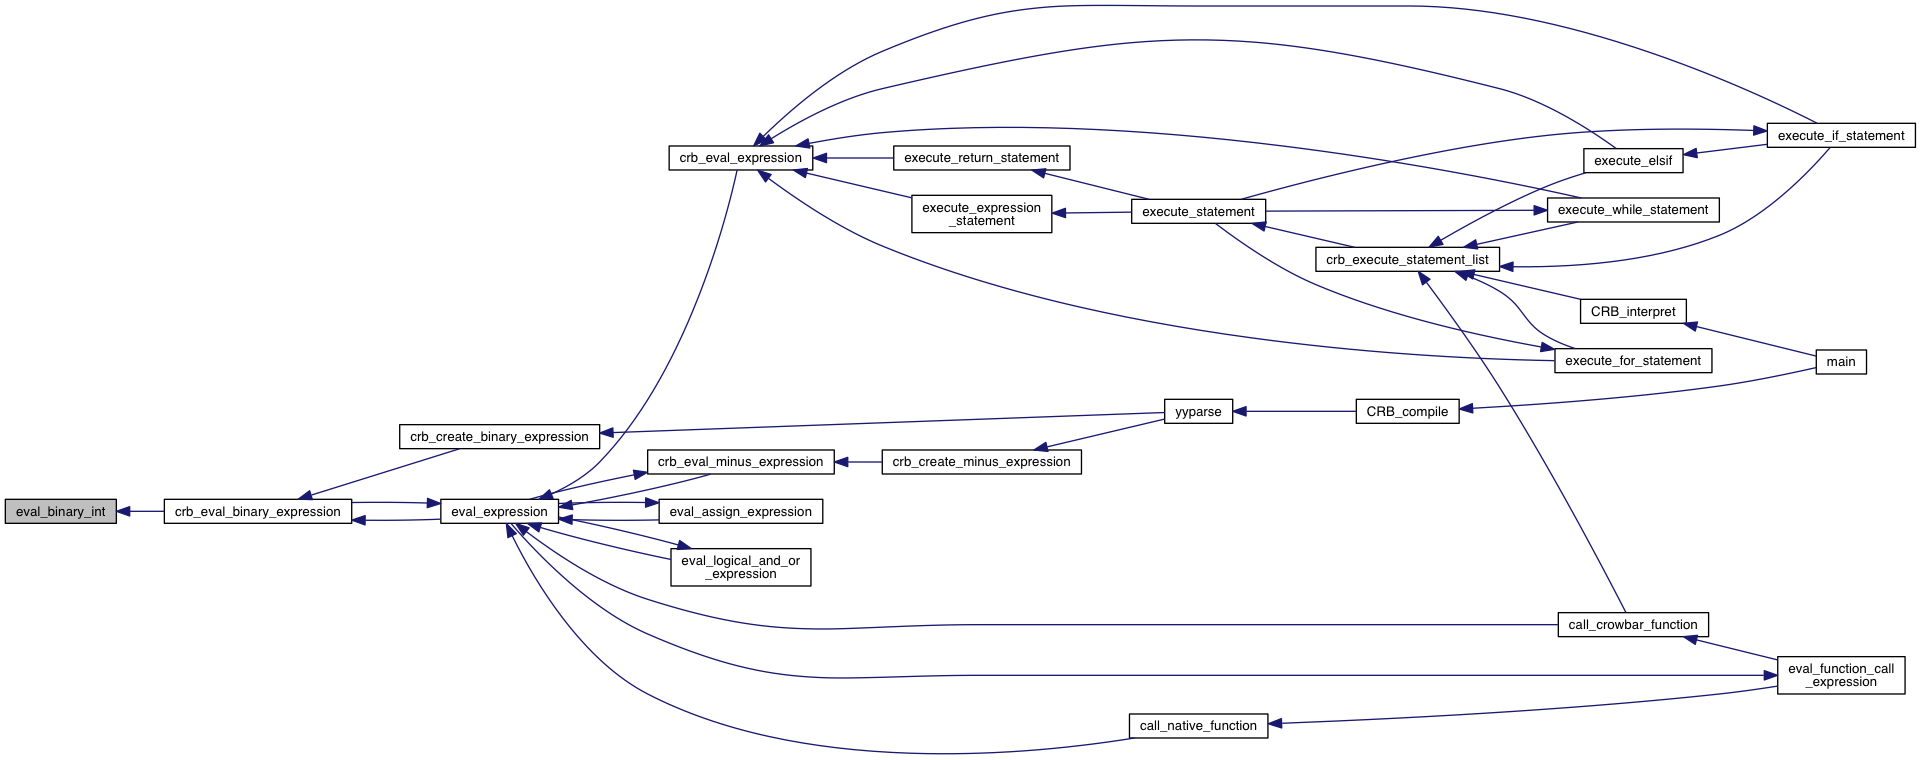 execute_if_statement
crb_eval_expression
execute_return_statement
execute_elsif
execute_expression
_statement
execute_statement
execute_while_statement
crb_execute_statement_list
CRB_interpret
execute_for_statement
main
yyparse
CRB_compile
crb_create_binary_expression
crb_eval_minus_expression
crb_create_minus_expression
eval_binary_int
crb_eval_binary_expression
eval_expression
eval_assign_expression
eval_logical_and_or
_expression
call_crowbar_function
eval_function_call
_expression
call_native_function